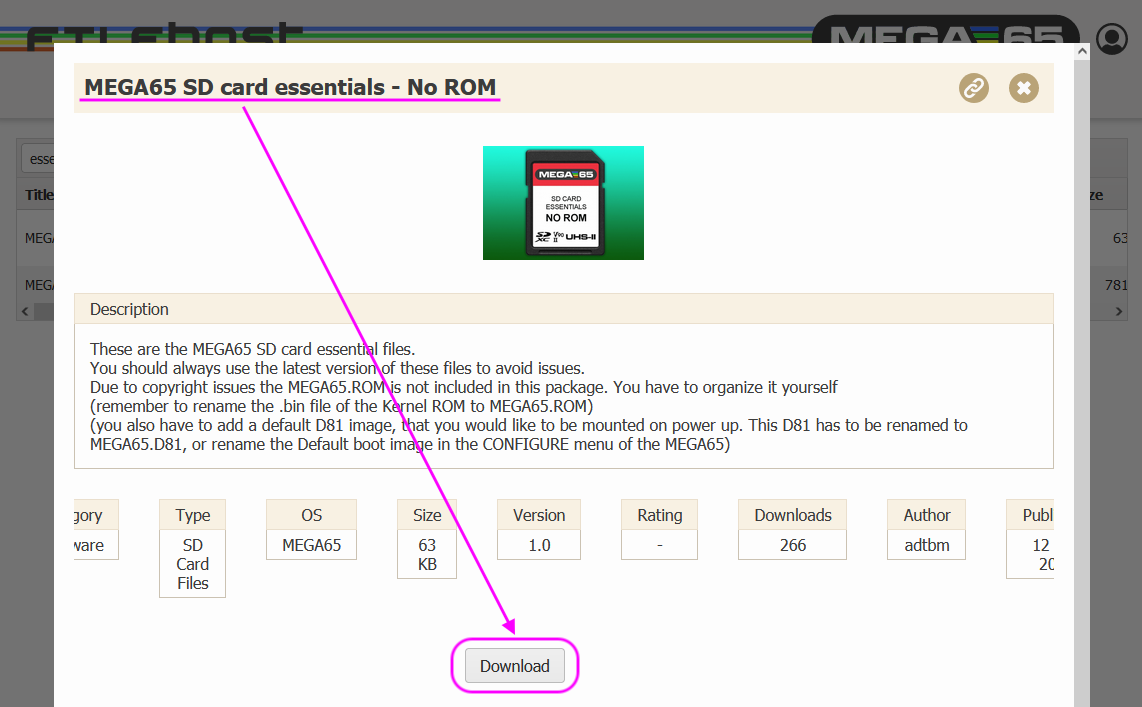 FILEhost
MEGA65
MEGA65 SD card essentials - No ROM
esse
Title
ze
MEGA
63
MEGA
781
MEGA65
SD CARD
ESSENTIALS
NO ROM
SD XC V90 II UHS-II
Description
These are the MEGA65 SD card essential files.
You should always use the latest version of these files to avoid issues.
Due to copyright issues the MEGA65.ROM is not included in this package. You have to organize it yourself
(remember to rename the .bin file of the Kernel ROM to MEGA65.ROM)
(you also have to add a default D81 image, that you would like to be mounted on power up. This D81 has to be renamed to
MEGA65.D81, or rename the Default boot image in the CONFIGURE menu of the MEGA65)
gory Type OS Size Version Rating Downloads Author Publ
ware SD MEGA65 63 1.0 - 266 adtbm 12
Card KB 20
Files
Download